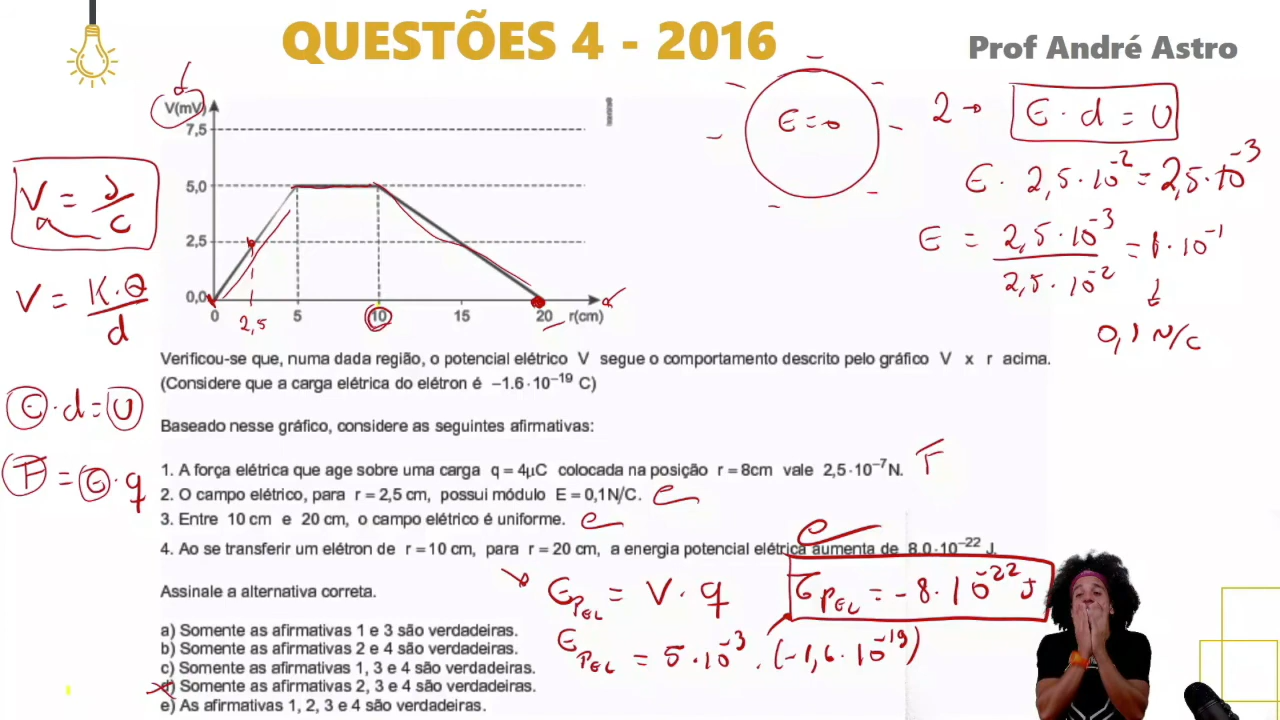 QUESTÕES 4 - 2016
Prof André Astro
V(mV)
7,5
5,0
2,5
0,0
0 5 10 15 20 r(cm)
2,5
V = J/C
V = K·Q/d
E·d=U
F = E·q
E=0
2→ E·d = U
E· 2,5·10⁻² = 2,5·10⁻³
E = 2,5·10⁻³/2,5·10⁻² = 1·10⁻¹
0,1 N/C
Verificou-se que, numa dada região, o potencial elétrico V segue o comportamento descrito pelo gráfico V x r acima.
(Considere que a carga elétrica do elétron é −1.6·10⁻¹⁹ C)
Baseado nesse gráfico, considere as seguintes afirmativas:
1. A força elétrica que age sobre uma carga q = 4µC colocada na posição r = 8cm vale 2,5·10⁻⁷N. F
2. O campo elétrico, para r = 2,5 cm, possui módulo E = 0,1N/C. C
3. Entre 10 cm e 20 cm, o campo elétrico é uniforme. C
4. Ao se transferir um elétron de r = 10 cm, para r = 20 cm, a energia potencial elétrica aumenta de 8,0·10⁻²² J. C
Assinale a alternativa correta.
a) Somente as afirmativas 1 e 3 são verdadeiras.
b) Somente as afirmativas 2 e 4 são verdadeiras.
c) Somente as afirmativas 1, 3 e 4 são verdadeiras.
d) Somente as afirmativas 2, 3 e 4 são verdadeiras.
e) As afirmativas 1, 2, 3 e 4 são verdadeiras.
EPEL = V·q
EPEL = 5·10⁻³ · (−1,6·10⁻¹⁹)
EPEL = −8·10⁻²² J